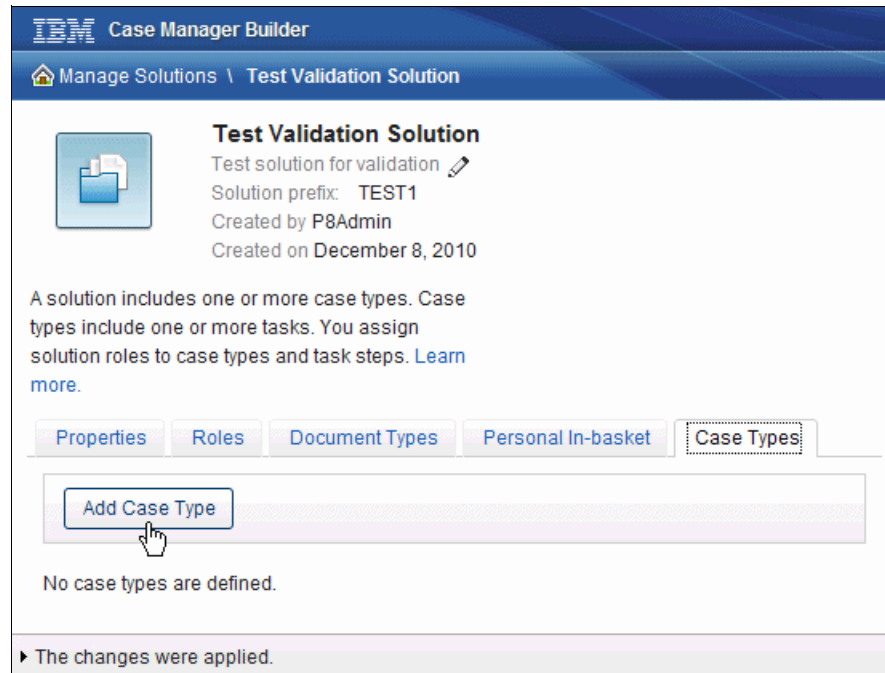 IBM Case Manager Builder
Manage Solutions \ Test Validation Solution
Test Validation Solution
Test solution for validation
Solution prefix: TEST1
Created by P8Admin
Created on December 8, 2010
A solution includes one or more case types. Case
types include one or more tasks. You assign
solution roles to case types and task steps. Learn
more.
Properties Roles Document Types Personal In-basket Case Types
Add Case Type
No case types are defined.
The changes were applied.